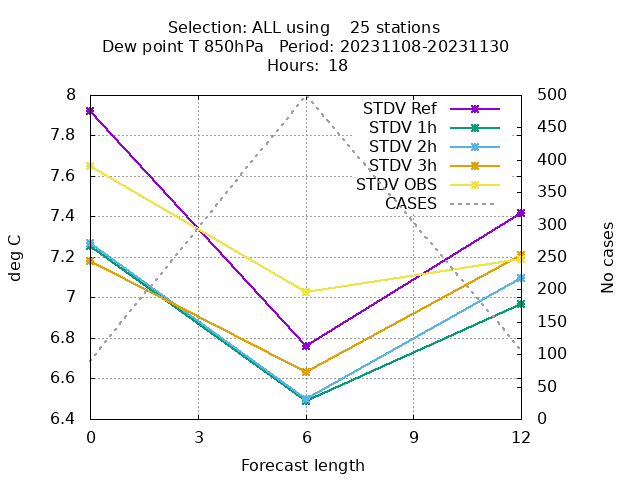 Selection: ALL using    25 stations
Dew point T 850hPa   Period: 20231108-20231130
Hours:  18
STDV Ref
STDV 1h
STDV 2h
STDV 3h
STDV OBS
CASES
8
7.8
7.6
7.4
7.2
7
6.8
6.6
6.4
500
450
400
350
300
250
200
150
100
50
0
deg C
No cases
0 3 6 9 12
Forecast length